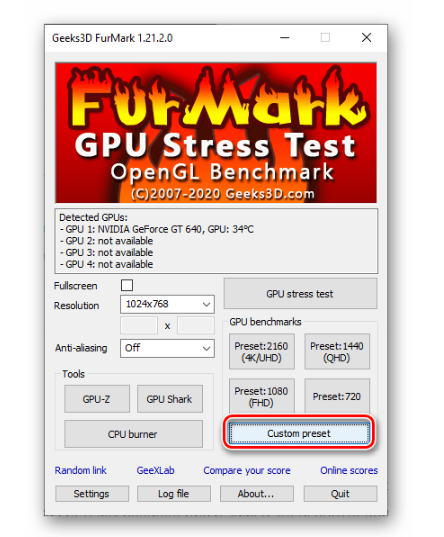 Geeks3D FurMark 1.21.2.0
FurMark
GPU Stress Test
OpenGL Benchmark
(C)2007-2020 Geeks3D.com
Detected GPUs:
- GPU 1: NVIDIA GeForce GT 640, GPU: 34°C
- GPU 2: not available
- GPU 3: not available
- GPU 4: not available
Fullscreen
Resolution
1024x768
x
Anti-aliasing
Off
GPU stress test
GPU benchmarks
Preset:2160
(4K/UHD)
Preset:1440
(QHD)
Preset:1080
(FHD)
Preset:720
Custom preset
Tools
GPU-Z
GPU Shark
CPU burner
Random link
GeeXLab
Compare your score
Online scores
Settings
Log file
About...
Quit